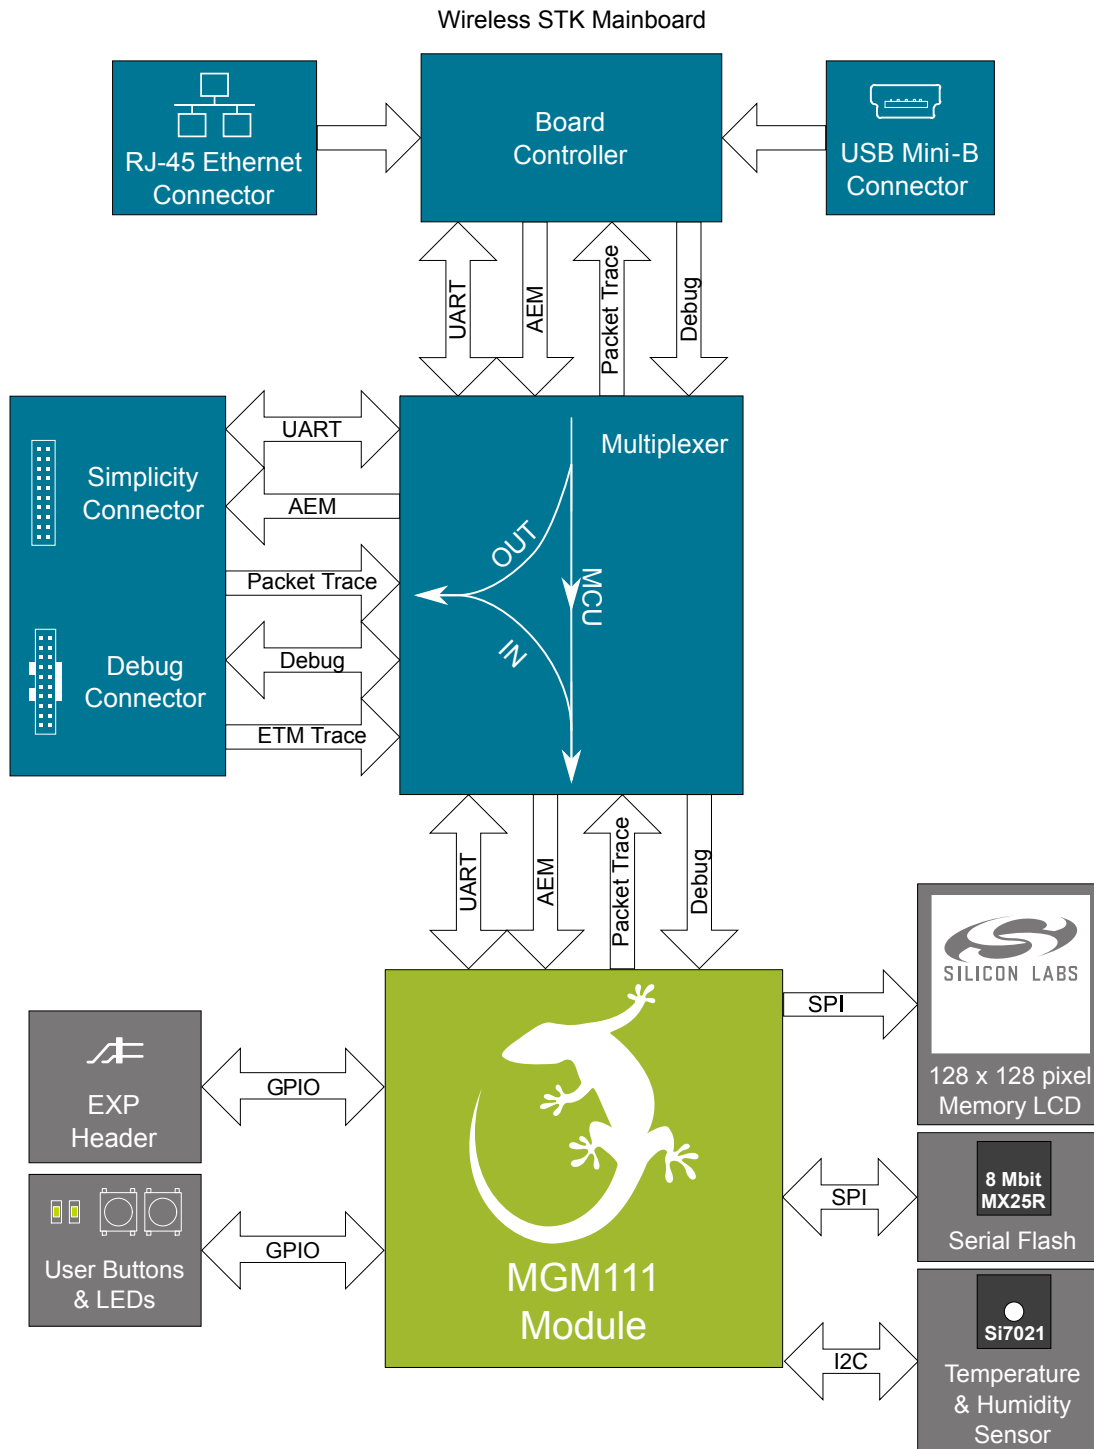 Wireless STK Mainboard
RJ-45 Ethernet
Connector
Board
Controller
USB Mini-B
Connector
UART
AEM
Packet Trace
Debug
Simplicity
Connector
Debug
Connector
UART
AEM
Packet Trace
Debug
ETM Trace
Multiplexer
OUT
MCU
IN
UART
AEM
Packet Trace
Debug
EXP
Header
GPIO
User Buttons
& LEDs
GPIO
MGM111
Module
SPI
SILICON LABS
128 x 128 pixel
Memory LCD
SPI
8 Mbit
MX25R
Serial Flash
I2C
Si7021
Temperature
& Humidity
Sensor